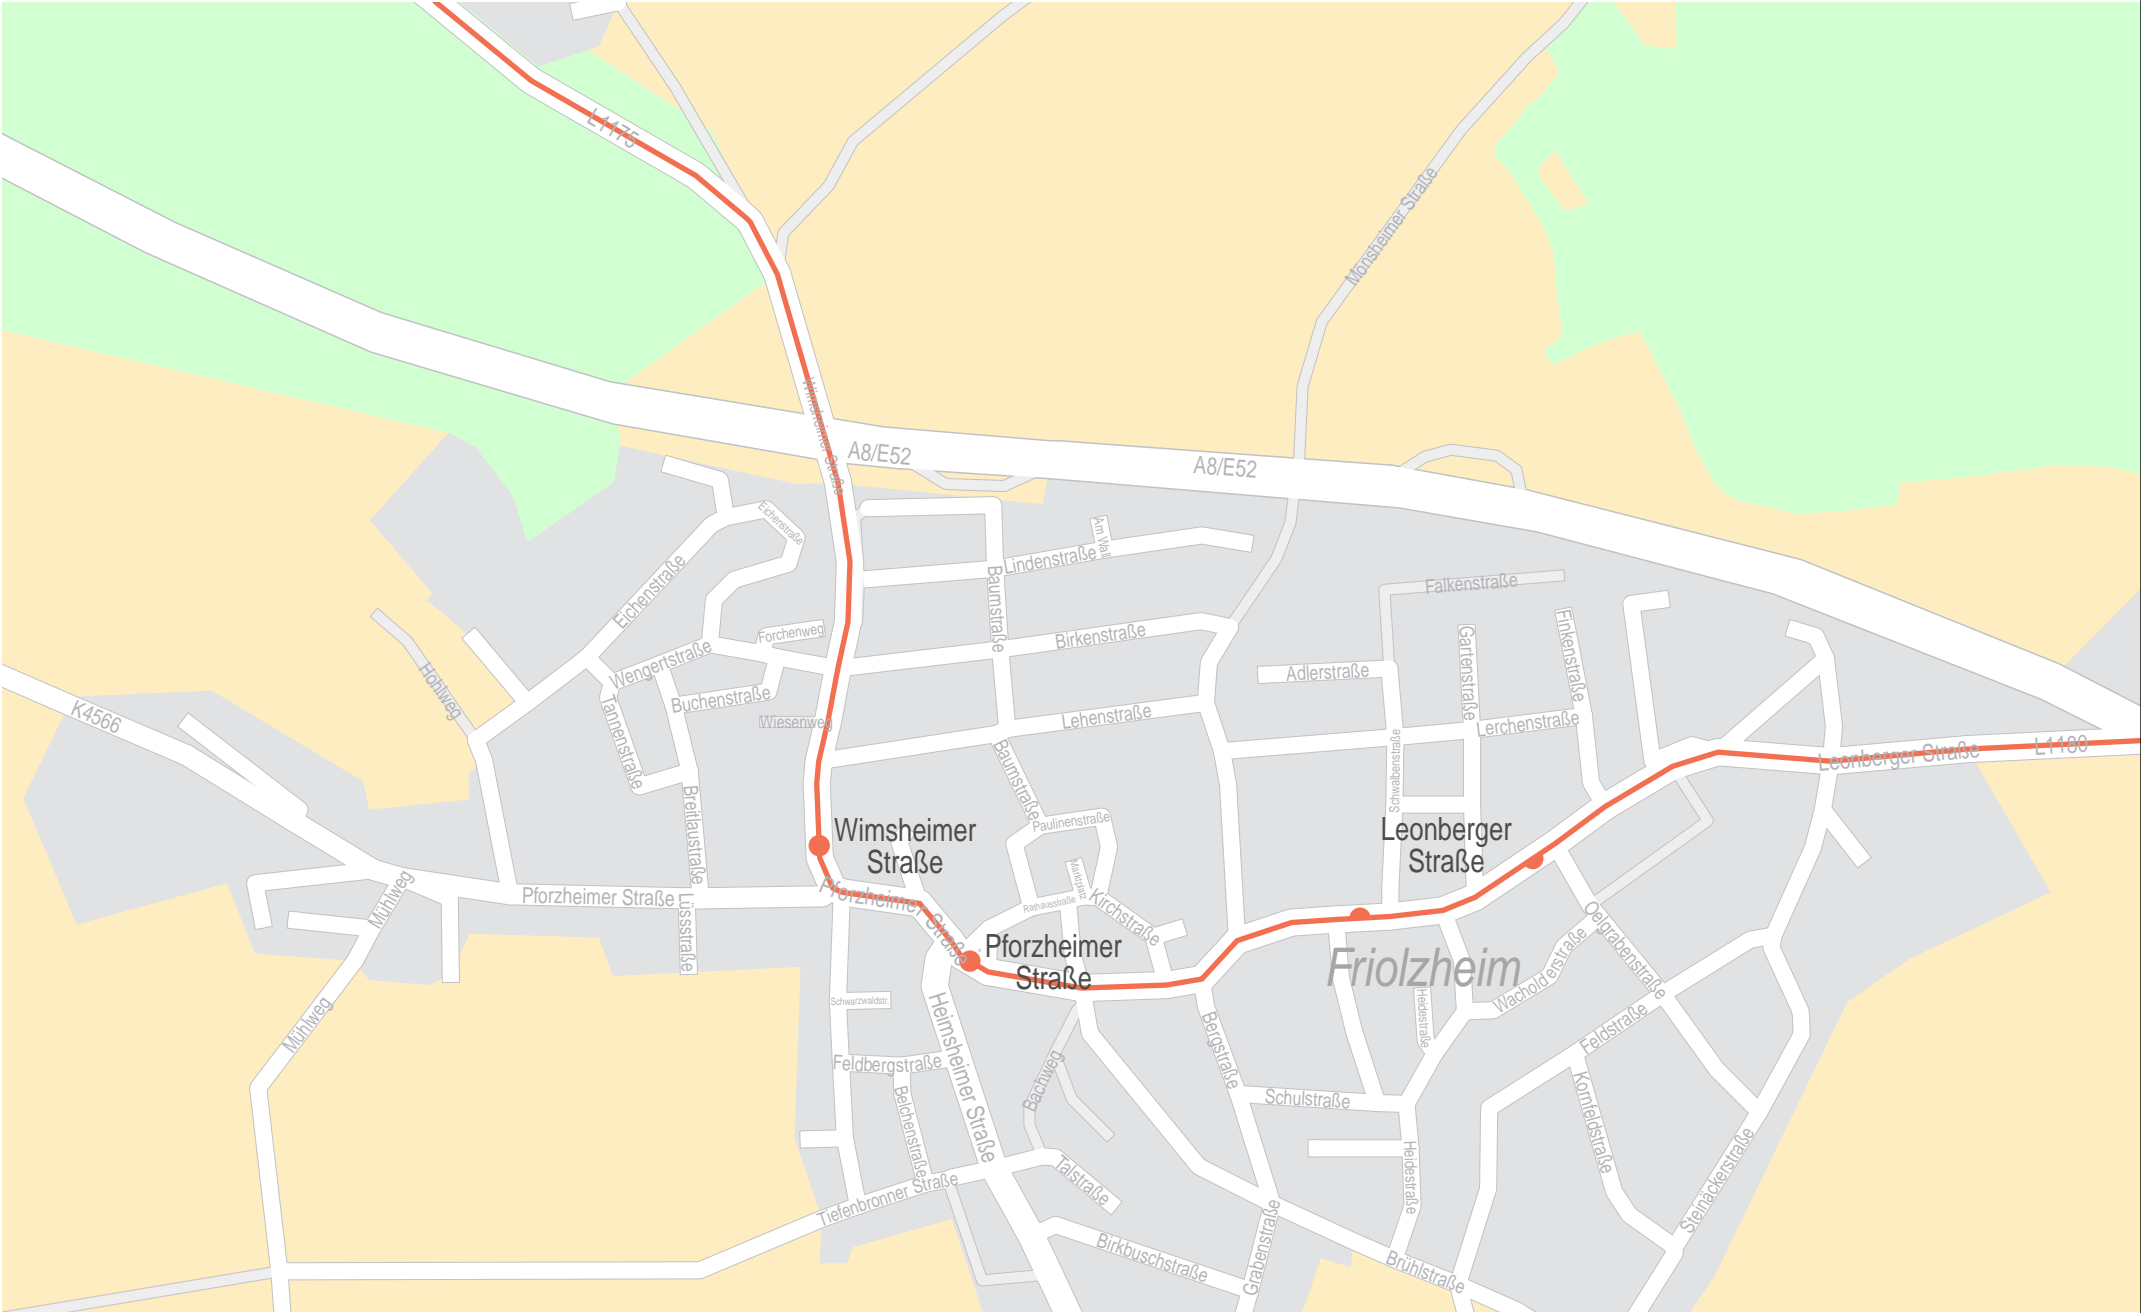 L1175
Mönsheimer Straße
Wimsheimer Straße
A8/E52
A8/E52
Eichenstraße
Am Wall
Lindenstraße
Eichenstraße
Baumstraße
Falkenstraße
Forchenweg
Birkenstraße
Finkenstraße
Gartenstraße
Wengertstraße
Adlerstraße
Hohlweg
Buchenstraße
Tannenstraße
Wiesenweg
Lehenstraße
Lerchenstraße
K4566
Leonberger Straße
L1180
Baumstraße
Schwalbenstraße
Breitlaustraße
Paulinenstraße
Wimsheimer
Straße
Leonberger
Straße
Marktplatz
Mühlweg
Pforzheimer Straße
Pforzheimer Straße
Rathausstraße
Kirchstraße
Lüssstraße
Oelgrabenstraße
Pforzheimer
Straße
Friolzheim
Wacholderstraße
Schwarzwaldstr.
Heidestraße
Mühlweg
Heimsheimer Straße
Bergstraße
Feldstraße
Feldbergstraße
Bachweg
Belchenstraße
Schulstraße
Kornfeldstraße
Heidestraße
Talstraße
Steinäckerstraße
Tiefenbronner Straße
Birkbuschstraße
Grabenstraße
Brühlstraße